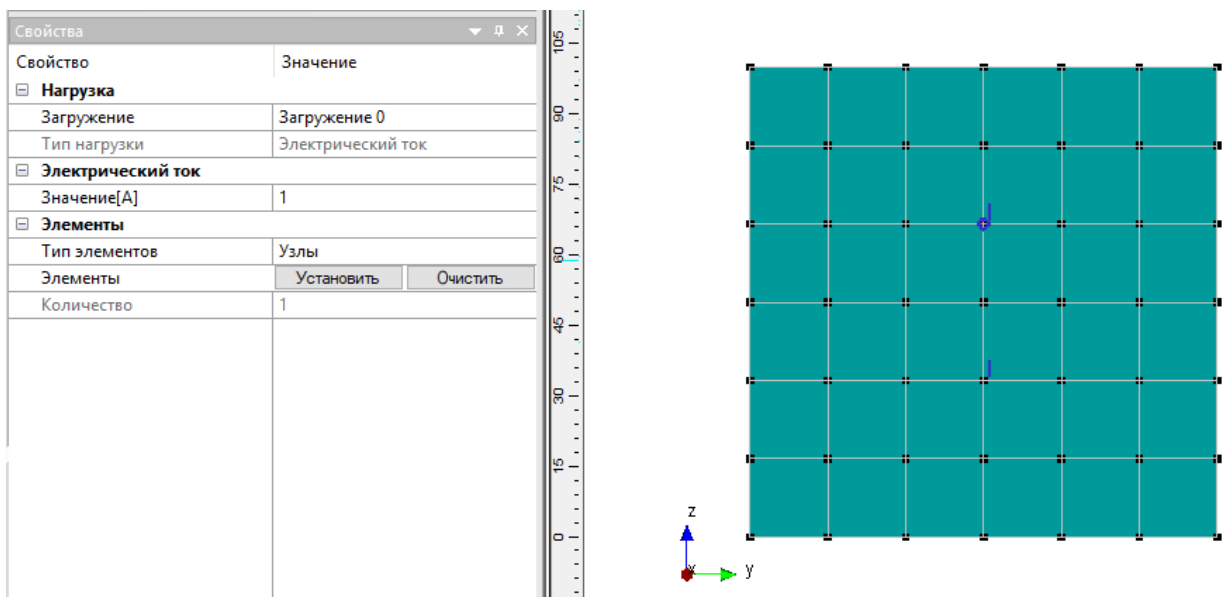 Свойства
Свойство Значение
Нагрузка
Загружение Загружение 0
Тип нагрузки Электрический ток
Электрический ток
Значение[А] 1
Элементы
Тип элементов Узлы
Элементы Установить Очистить
Количество 1
105
90
75
60
45
30
15
0
I
I
z
x
y